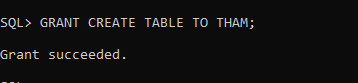 SQL> GRANT CREATE TABLE TO THAM;
Grant succeeded.